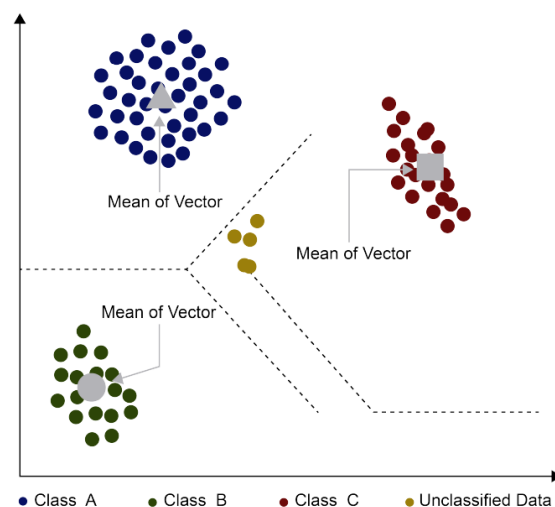 Mean of Vector
Mean of Vector
Mean of Vector
Class A
Class B
Class C
Unclassified Data